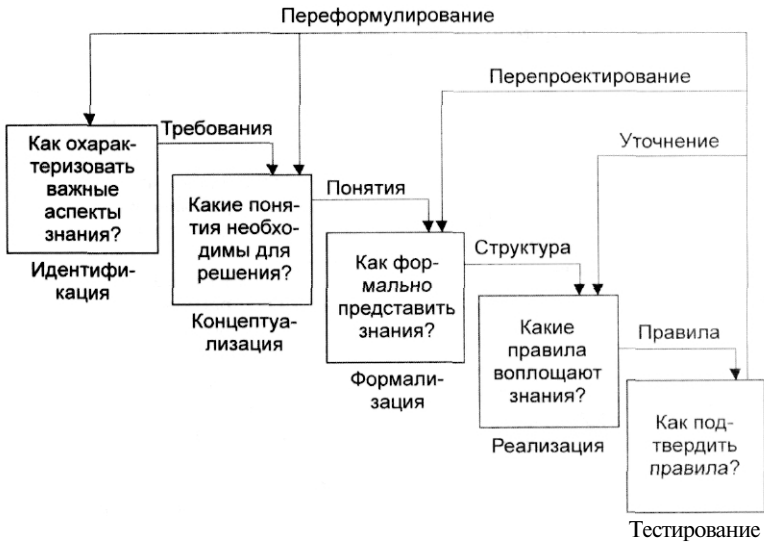 Переформулирование
Перепроектирование
Уточнение
Требования
Как охарак-
теризовать
важные
аспекты
знания?
Идентифи-
кация
Понятия
Какие поня-
тия необхо-
димы для
решения?
Концептуа-
лизация
Структура
Как фор-
мально
представить
знания?
Формали-
зация
Правила
Какие
правила
воплощают
знания?
Реализация
Как под-
твердить
правила?
Тестирование